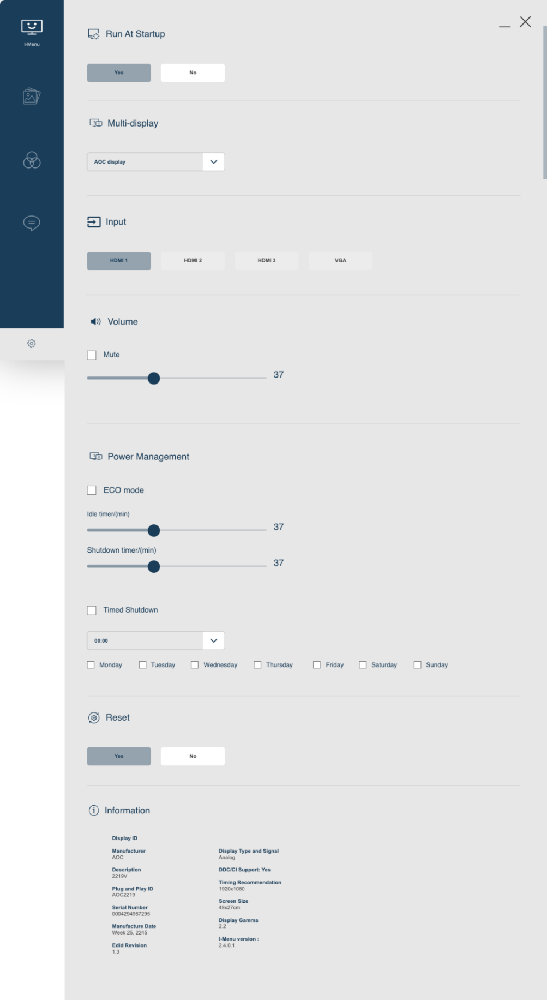 I-Menu
Run At Startup
Yes
No
Multi-display
AOC display
Input
HDMI 1
HDMI 2
HDMI 3
VGA
Volume
Mute
37
Power Management
ECO mode
Idle timer/(min)
37
Shutdown timer/(min)
37
Timed Shutdown
00:00
Monday
Tuesday
Wednesday
Thursday
Friday
Saturday
Sunday
Reset
Yes
No
Information
Display ID
Manufacturer
AOC
Description
2219V
Plug and Play ID
AOC2219
Serial Number
0004294967295
Manufacture Date
Week 25, 2245
Edid Revision
1.3
Display Type and Signal
Analog
DDC/CI Support: Yes
Timing Recommendation
1920x1080
Screen Size
48x27cm
Display Gamma
2.2
I-Menu version :
2.4.0.1